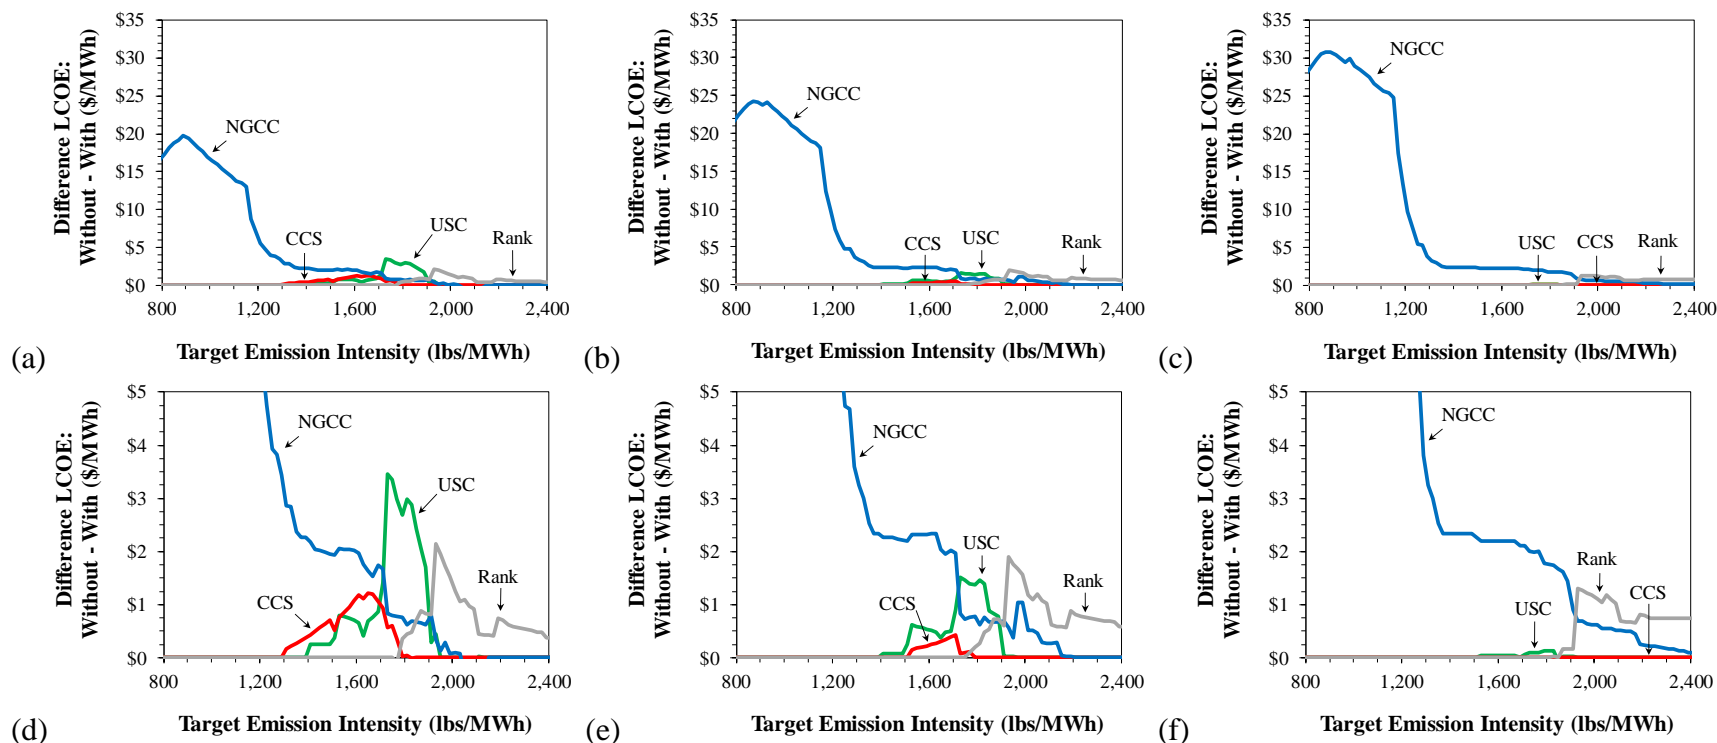 Difference LCOE:
Without - With ($/MWh)
$35
$30
$25
$20
$15
$10
$5
$0
NGCC
CCS
USC
Rank
800
1,200
1,600
2,000
2,400
Target Emission Intensity (lbs/MWh)
(a)
Difference LCOE:
Without - With ($/MWh)
$35
$30
$25
$20
$15
$10
$5
$0
NGCC
CCS
USC
Rank
800
1,200
1,600
2,000
2,400
Target Emission Intensity (lbs/MWh)
(b)
Difference LCOE:
Without - With ($/MWh)
$35
$30
$25
$20
$15
$10
$5
$0
NGCC
USC
CCS
Rank
800
1,200
1,600
2,000
2,400
Target Emission Intensity (lbs/MWh)
(c)
Difference LCOE:
Without - With ($/MWh)
$5
$4
$3
$2
$1
$0
NGCC
USC
CCS
Rank
800
1,200
1,600
2,000
2,400
Target Emission Intensity (lbs/MWh)
(d)
Difference LCOE:
Without - With ($/MWh)
$5
$4
$3
$2
$1
$0
NGCC
USC
CCS
Rank
800
1,200
1,600
2,000
2,400
Target Emission Intensity (lbs/MWh)
(e)
Difference LCOE:
Without - With ($/MWh)
$5
$4
$3
$2
$1
$0
NGCC
Rank
CCS
USC
800
1,200
1,600
2,000
2,400
Target Emission Intensity (lbs/MWh)
(f)